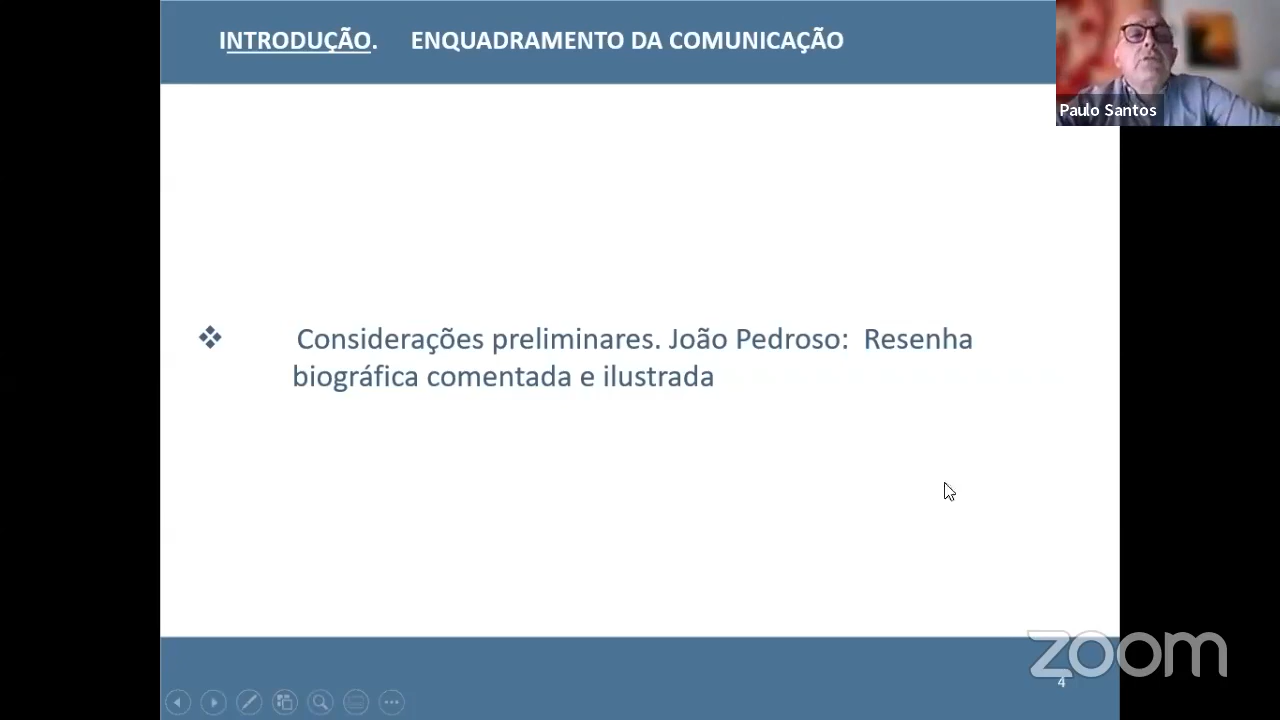 INTRODUÇÃO. ENQUADRAMENTO DA COMUNICAÇÃO
Paulo Santos
Considerações preliminares. João Pedroso: Resenha
biográfica comentada e ilustrada
zoom
4